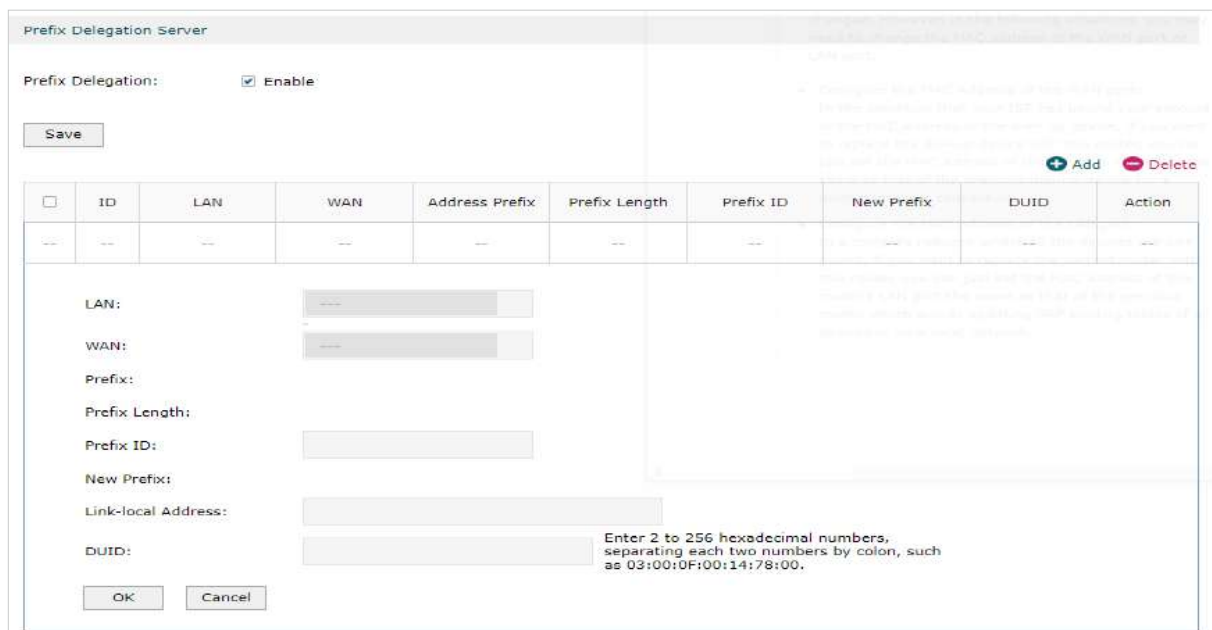 Prefix Delegation Server
Prefix Delegation: Enable
Save
Add Delete
ID LAN WAN Address Prefix Prefix Length Prefix ID New Prefix DUID Action
-- -- -- -- -- -- -- -- -- --
LAN: ---
WAN: ---
Prefix:
Prefix Length:
Prefix ID:
New Prefix:
Link-local Address:
DUID: Enter 2 to 256 hexadecimal numbers,
separating each two numbers by colon, such
as 03:00:0F:00:14:78:00.
OK Cancel